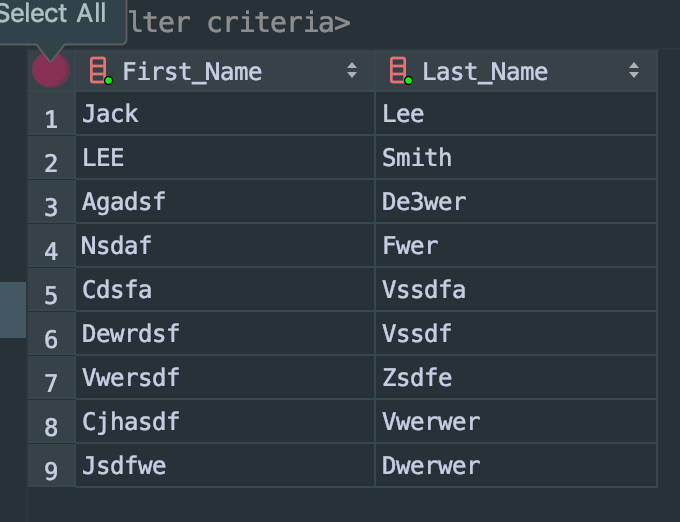 Select All
lter criteria>
First_Name Last_Name
1 Jack Lee
2 LEE Smith
3 Agadsf De3wer
4 Nsdaf Fwer
5 Cdsfa Vssdfa
6 Dewrdsf Vssdf
7 Vwersdf Zsdfe
8 Cjhasdf Vwerwer
9 Jsdfwe Dwerwer